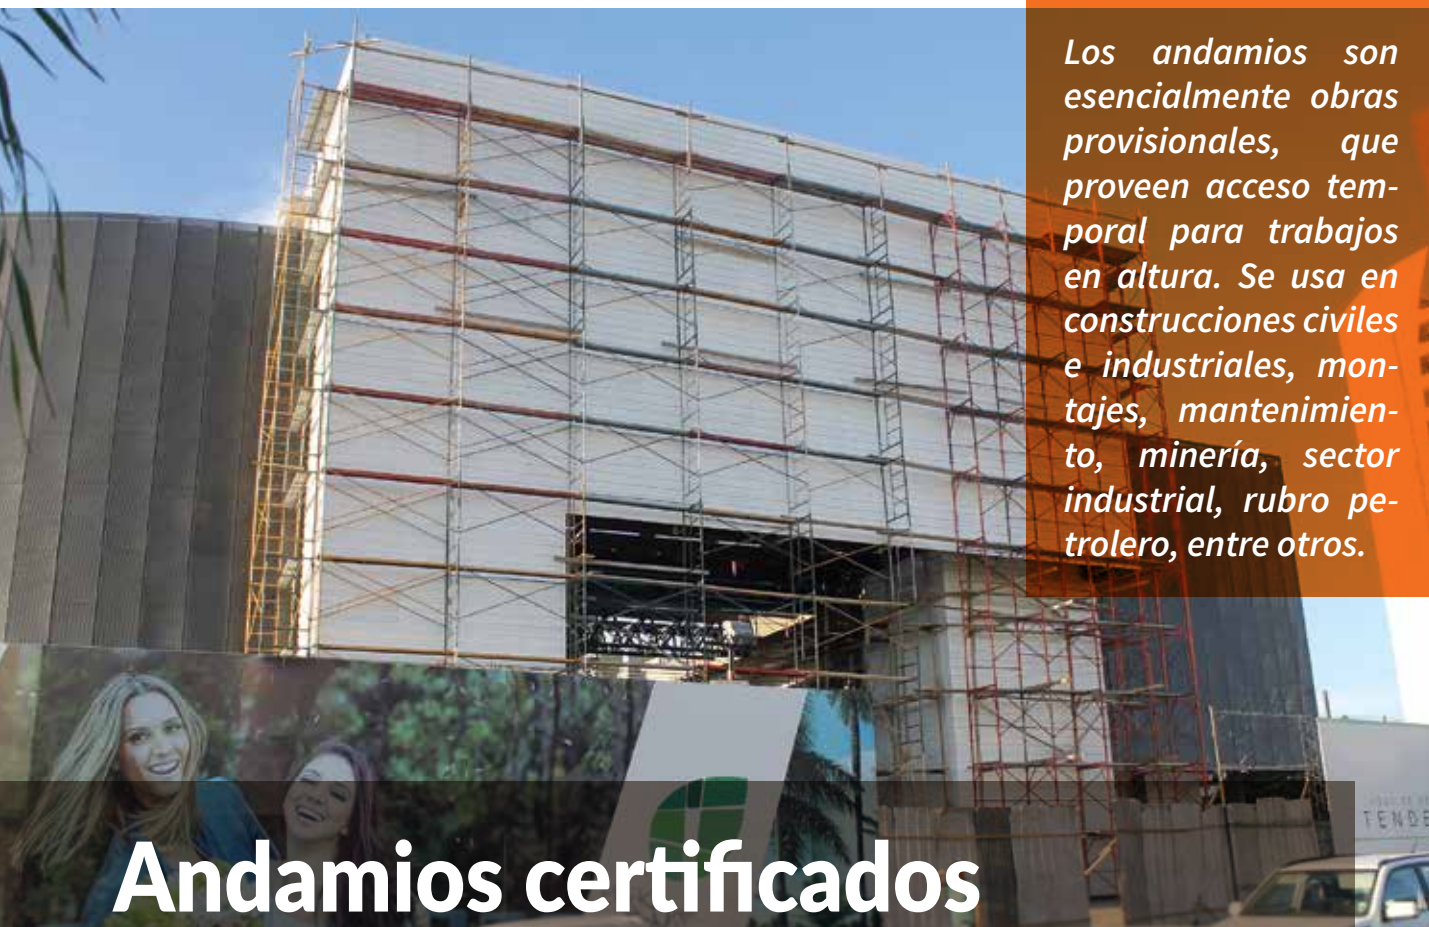 Los andamios son
esencialmente obras
provisionales, que
proveen acceso tem-
poral para trabajos
en altura. Se usa en
construcciones civiles
e industriales, mon-
tajes, mantenimien-
to, minería, sector
industrial, rubro pe-
trolero, entre otros.
Andamios certificados